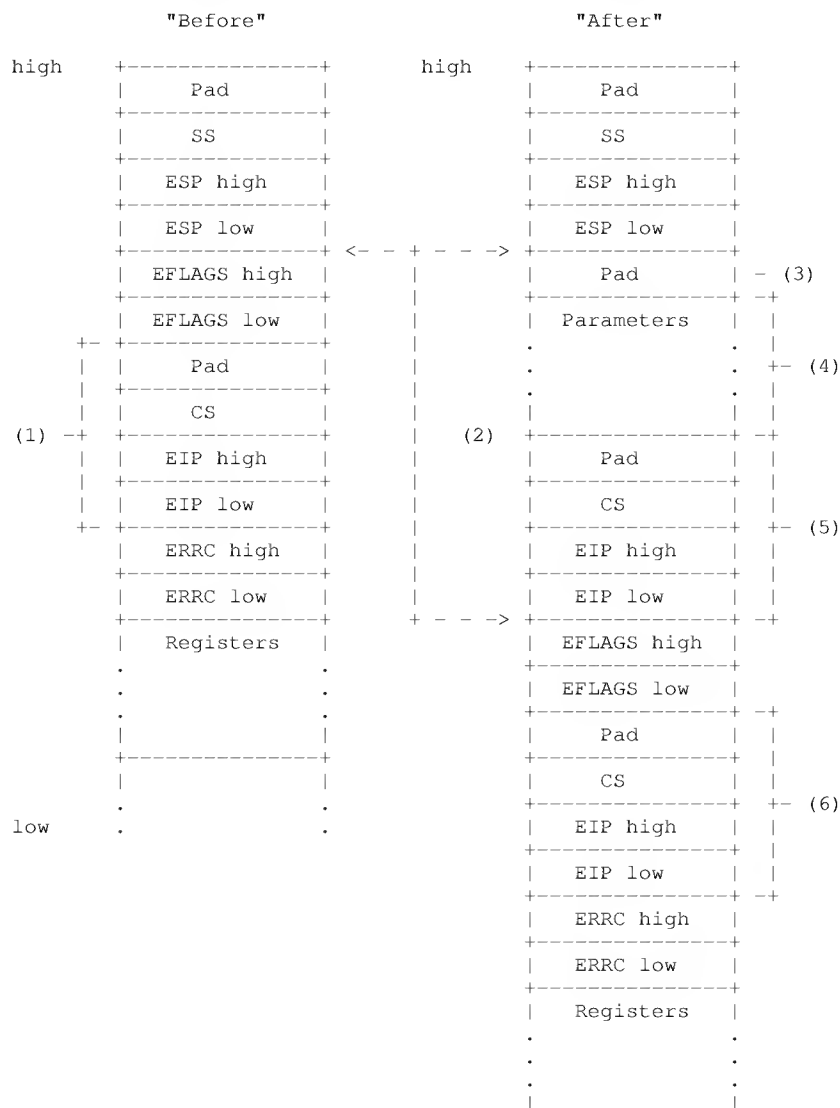 "Before" "After"
high +---------------+ high +---------------+
| Pad | | Pad |
+---------------+ +---------------+
| SS | | SS |
+---------------+ +---------------+
| ESP high | | ESP high |
+---------------+ +---------------+
| ESP low | | ESP low |
+---------------+ <- - + - - -> +---------------+
| EFLAGS high | | | Pad | - (3)
+---------------+ | +---------------+ -+
| EFLAGS low | | | Parameters | |
+- +---------------+ | . . |
| | Pad | | . . +- (4)
| +---------------+ | . . |
| | CS | | | | |
(1) -+ +---------------+ | (2) +---------------+ -+
| | EIP high | | | Pad | |
| +---------------+ | +---------------+ |
| | EIP low | | | CS | |
+- +---------------+ | +---------------+ +- (5)
| ERRC high | | | EIP high | |
+---------------+ | +---------------+ |
| ERRC low | | | EIP low | |
+---------------+ + - - -> +---------------+ -+
| Registers | | EFLAGS high |
. . +---------------+
. . | EFLAGS low |
. . +---------------+ -+
| | | Pad | |
+---------------+ +---------------+ |
| | | CS | |
. . +---------------+ +- (6)
low . . | EIP high | |
+---------------+ |
| EIP low | |
+---------------+ -+
| ERRC high |
+---------------+
| ERRC low |
+---------------+
| Registers |
. .
. .
. .
| |